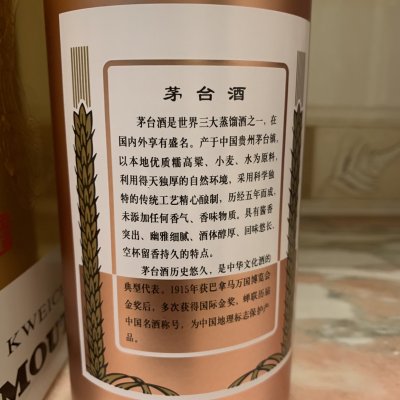 茅台酒
茅台酒是世界三大蒸馏酒之一，在
国内外享有盛名。产于中国贵州茅台镇，
以本地优质糯高粱、小麦、水为原料，
利用得天独厚的自然环境，采用科学独
特的传统工艺精心酿制，历经五年而成，
未添加任何香气、香味物质。具有酱香
突出、幽雅细腻、酒体醇厚、回味悠长、
空杯留香持久的特点。
茅台酒历史悠久，是中华文化酒的
典型代表。1915年获巴拿马万国博览会
金奖后，多次获得国际金奖，蝉联历届
中国名酒称号，为中国地理标志保护产
品。
KWEIC
MOUT